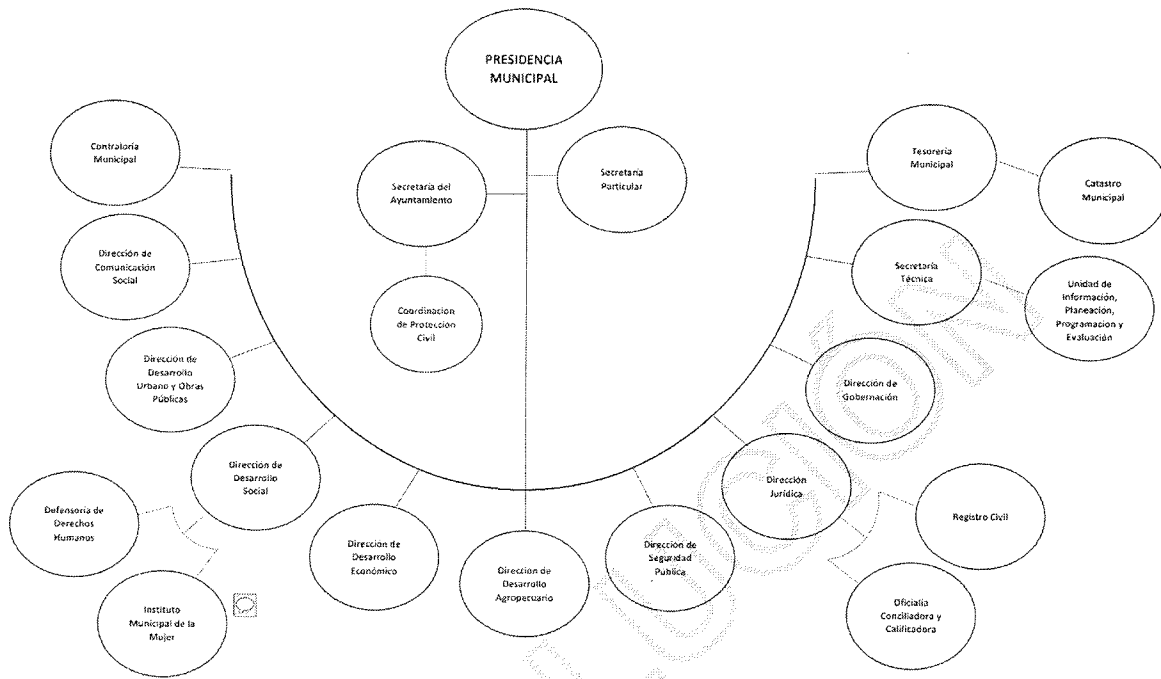 PRESIDENCIA
MUNICIPAL
Contraloría
Municipal
Secretaría del
Ayuntamiento
Secretaría
Particular
Tesorería
Municipal
Catastro
Municipal
Dirección de
Comunicación
Social
Coordinacion
de Proteccion
Civil
Secretaría
Técnica
Unidad de
Información,
Planeación,
Programacion y
Evaluación
Dirección de
Desarrollo
Urbano y Obras
Públicas
Dirección de
Gobernación
Dirección de
Desarrollo
Social
Dirección
Jurídica
Defensoría de
Derechos
Humanos
Registro Civil
Dirección de
Desarrollo
Económico
Dirección de
Desarrollo
Agropecuario
Dirección de
Seguridad
Pública
Instituto
Municipal de la
Mujer
Oficialía
Conciliadora y
Calificadora